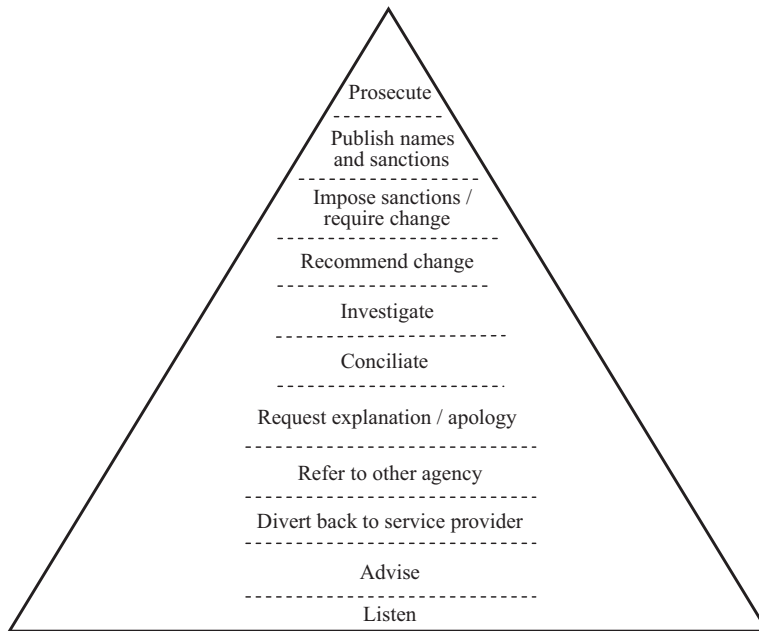 Prosecute
Publish names
and sanctions
Impose sanctions /
require change
Recommend change
Investigate
Conciliate
Request explanation / apology
Refer to other agency
Divert back to service provider
Advise
Listen